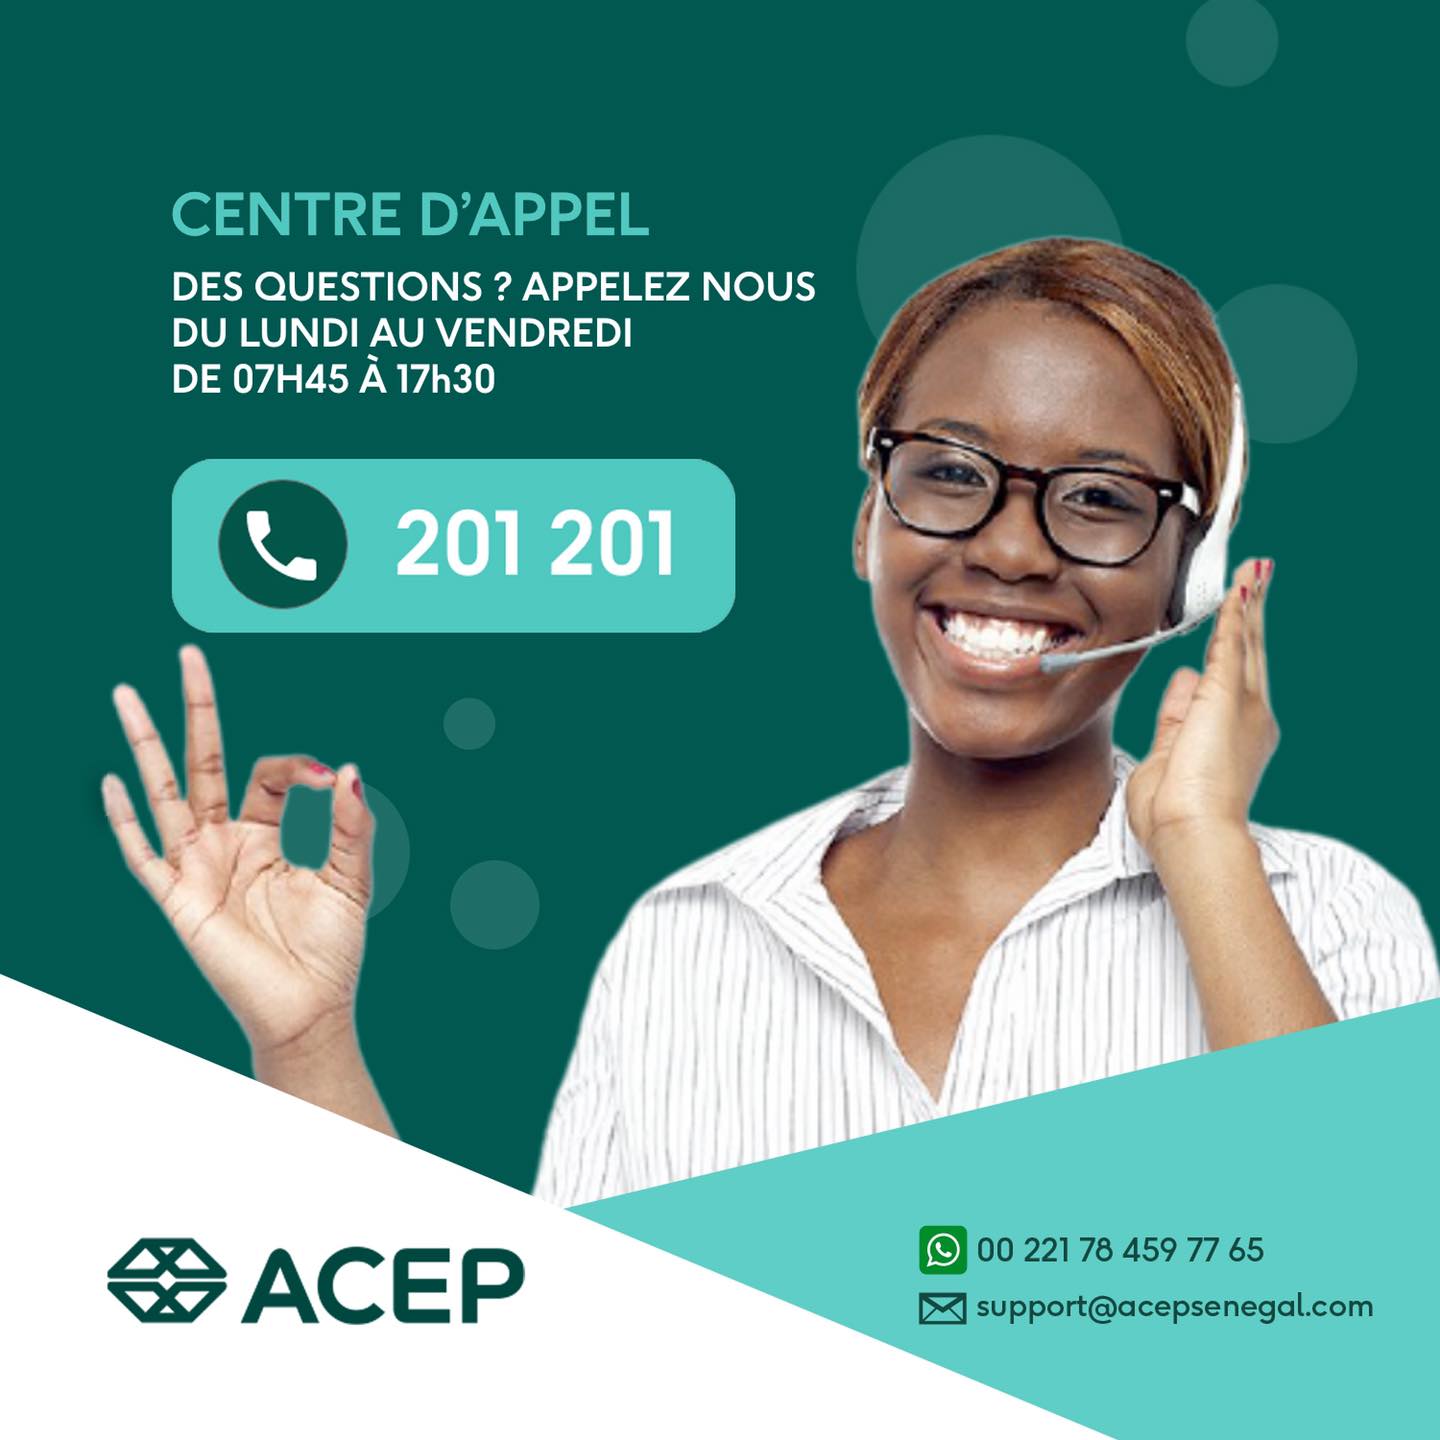 CENTRE D’APPEL
DES QUESTIONS ? APPELEZ NOUS
DU LUNDI AU VENDREDI
DE 07H45 À 17h30
201 201
ACEP
00 221 78 459 77 65
support@acepsenegal.com